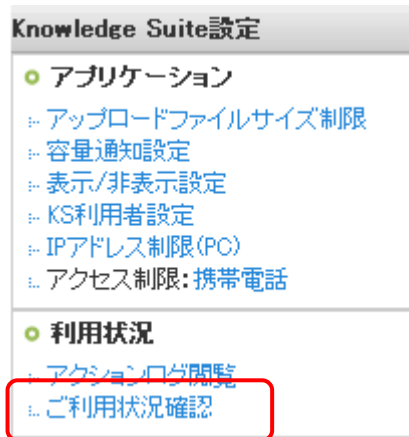 Knowledge Suite設定
アプリケーション
アップロードファイルサイズ制限
容量通知設定
表示/非表示設定
KS利用者設定
IPアドレス制限(PC)
アクセス制限:携帯電話
利用状況
アクションログ閲覧
ご利用状況確認